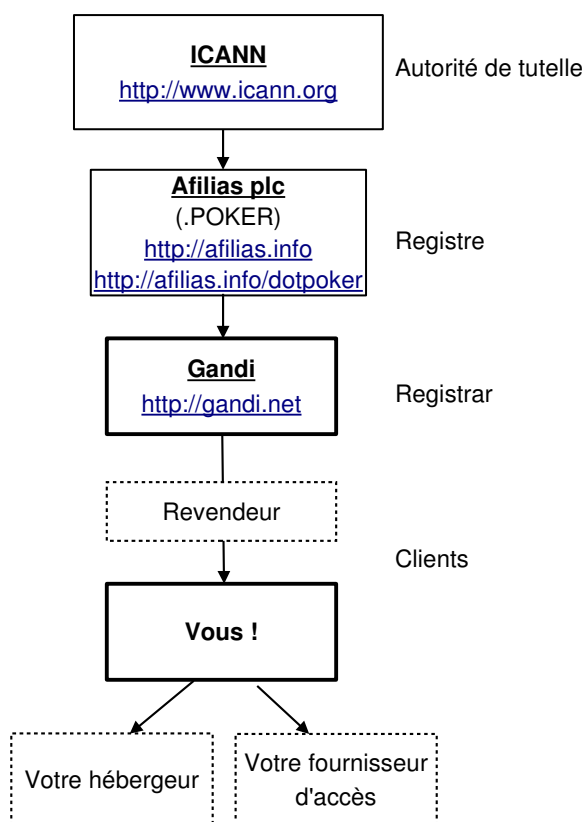 ICANN
http://www.icann.org
Autorité de tutelle
Afilias plc
(.POKER)
http://afilias.info
http://afilias.info/dotpoker
Registre
Gandi
http://gandi.net
Registrar
Revendeur
Clients
Vous !
Votre hébergeur
Votre fournisseur
d'accès